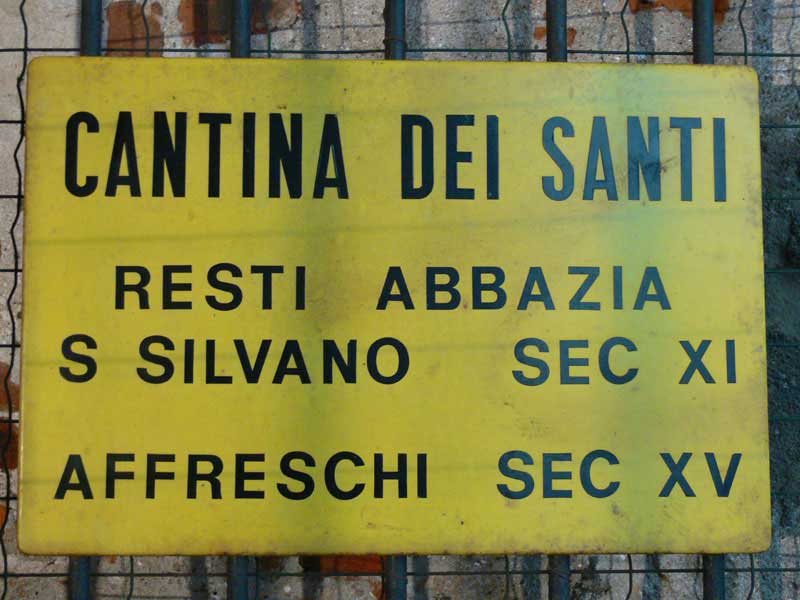 CANTINA DEI SANTI
RESTI ABBAZIA
S SILVANO SEC XI
AFFRESCHI SEC XV